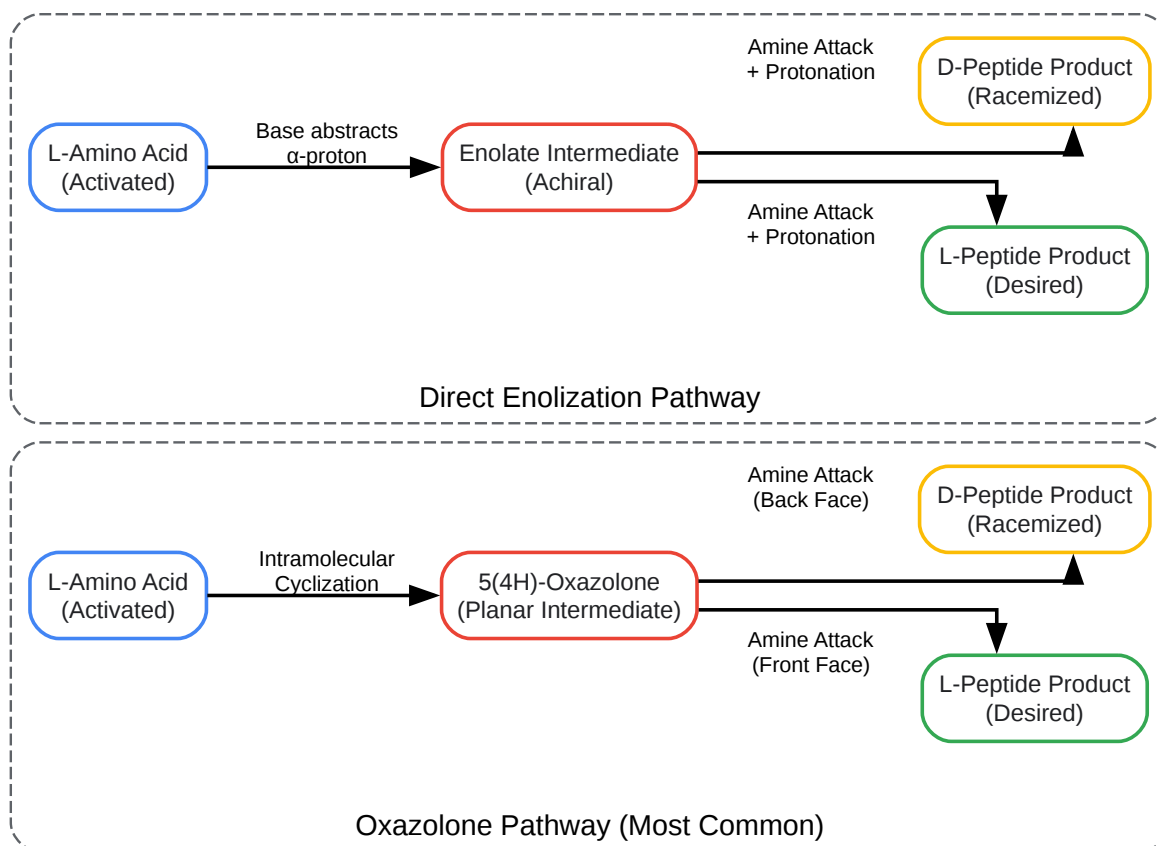 Amine Attack
+ Protonation
D-Peptide Product
(Racemized)
Base abstracts
α-proton
L-Amino Acid
(Activated)
Enolate Intermediate
(Achiral)
Amine Attack
+ Protonation
L-Peptide Product
(Desired)
Direct Enolization Pathway
Amine Attack
(Back Face)
D-Peptide Product
(Racemized)
Intramolecular
Cyclization
L-Amino Acid
(Activated)
5(4H)-Oxazolone
(Planar Intermediate)
Amine Attack
(Front Face)
L-Peptide Product
(Desired)
Oxazolone Pathway (Most Common)